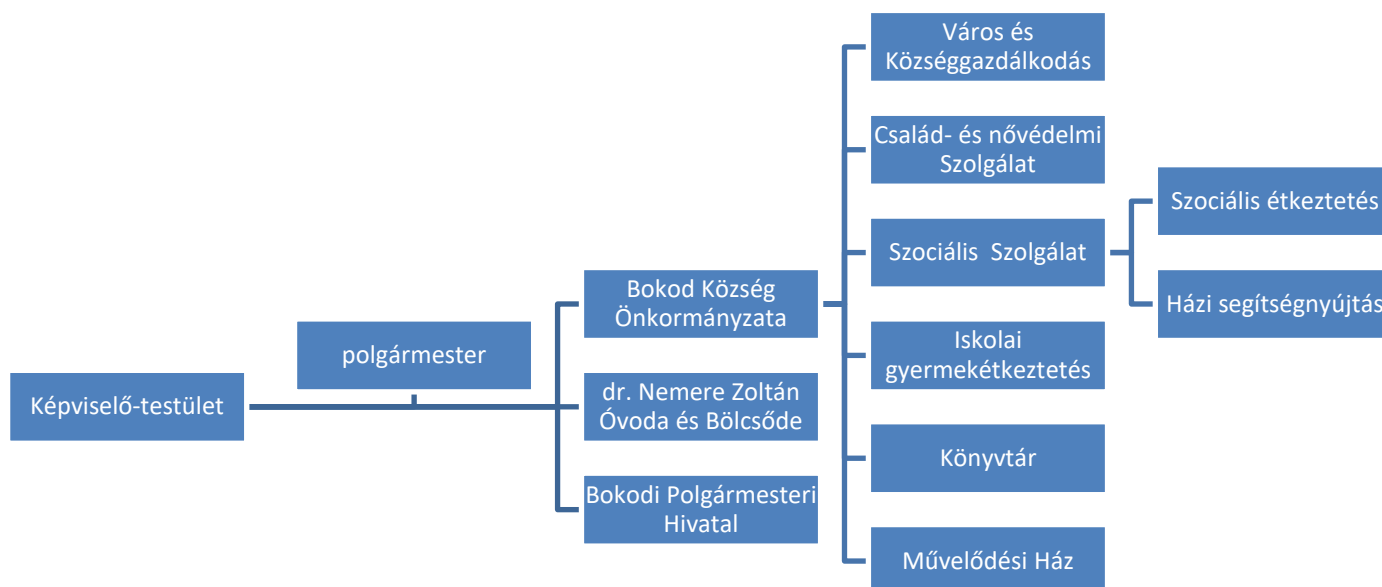 Képviselő-testület
polgármester
Bokod Község
Önkormányzata
dr. Nemere Zoltán
Óvoda és Bölcsőde
Bokodi Polgármesteri
Hivatal
Város és
Községgazdálkodás
Család- és nővédelmi
Szolgálat
Szociális Szolgálat
Iskolai
gyermekétkeztetés
Könyvtár
Művelődési Ház
Szociális étkeztetés
Házi segítségnyújtás